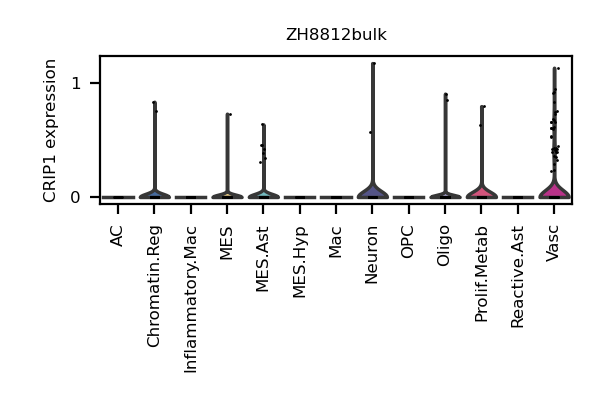 ZH8812bulk
CRIP1 expression
1
0
AC
Chromatin.Reg
Inflammatory.Mac
MES
MES.Ast
MES.Hyp
Mac
Neuron
OPC
Oligo
Prolif.Metab
Reactive.Ast
Vasc